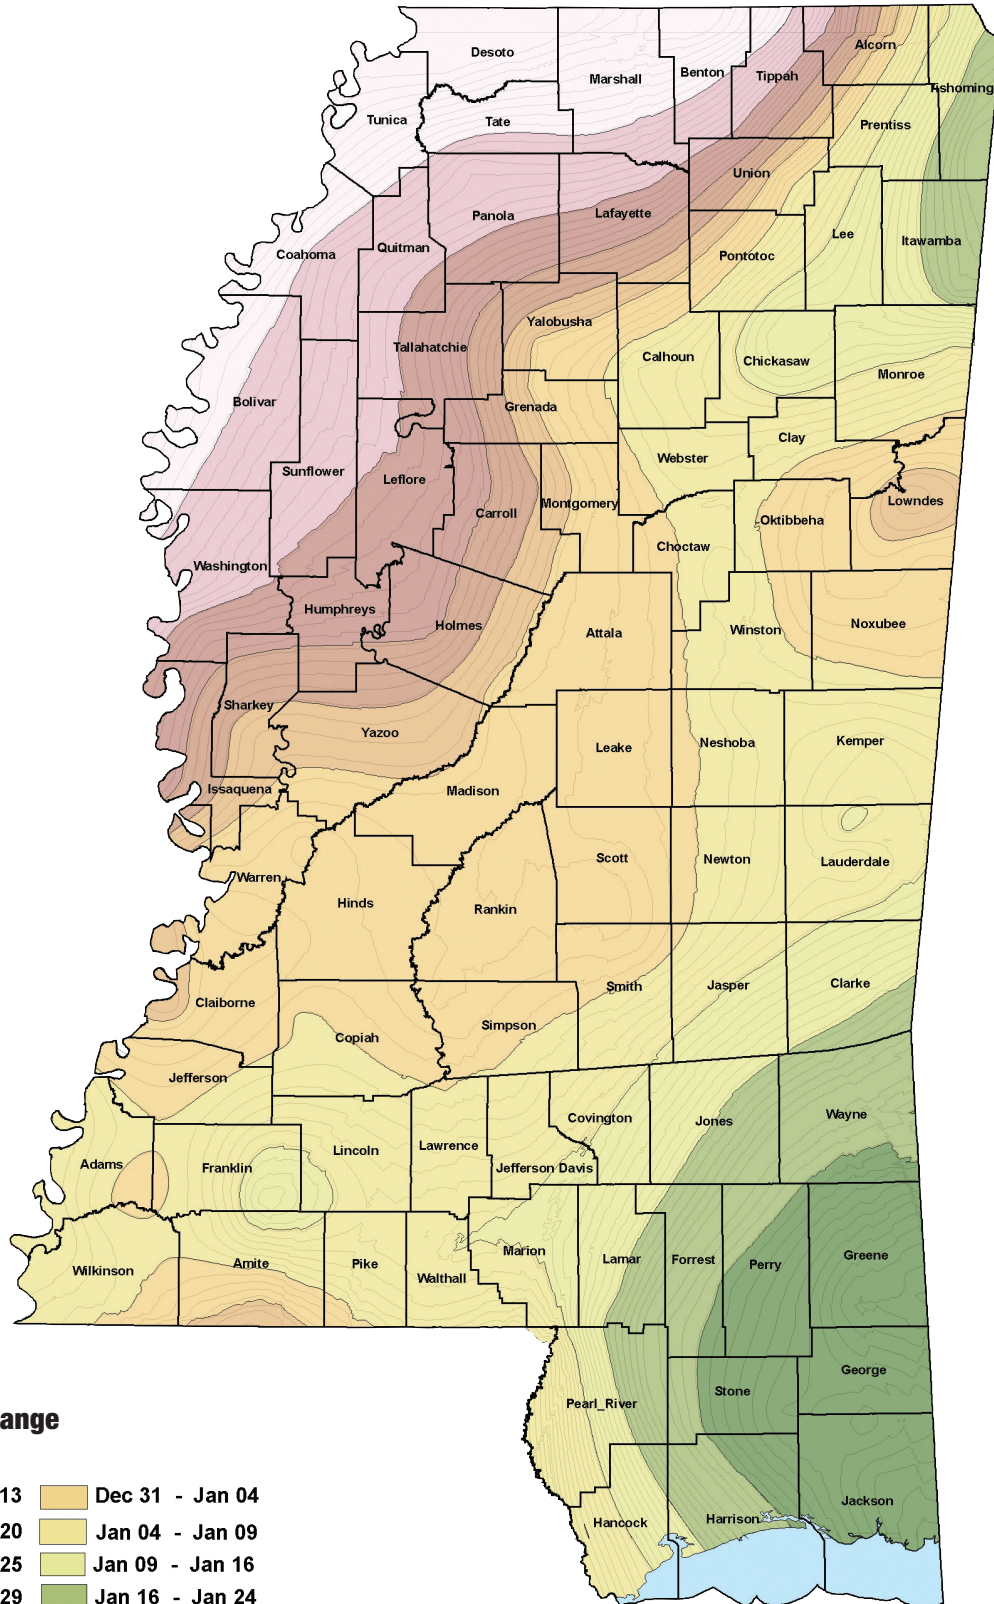 Desoto
Alcorn
Marshall
Benton
Tippah
Tishoming
Tunica
Tate
Prentiss
Union
Panola
Lafayette
Lee
Itawamba
Coahoma
Quitman
Pontotoc
Yalobusha
Tallahatchie
Calhoun
Chickasaw
Monroe
Bolivar
Grenada
Clay
Sunflower
Leflore
Webster
Carroll
Montgomery
Lowndes
Oktibbeha
Choctaw
Washington
Humphreys
Holmes
Attala
Winston
Noxubee
Sharkey
Yazoo
Leake
Neshoba
Kemper
Issaquena
Madison
Warren
Scott
Newton
Lauderdale
Hinds
Rankin
Claiborne
Smith
Jasper
Clarke
Copiah
Simpson
Jefferson
Covington
Jones
Wayne
Lincoln
Lawrence
Adams
Franklin
Jefferson Davis
Wilkinson
Amite
Pike
Walthall
Marion
Lamar
Forrest
Perry
Greene
George
Stone
Pearl_River
ange
13 Dec 31 - Jan 04
20 Jan 04 - Jan 09
25 Jan 09 - Jan 16
29 Jan 16 - Jan 24
Jackson
Hancock
Harrison